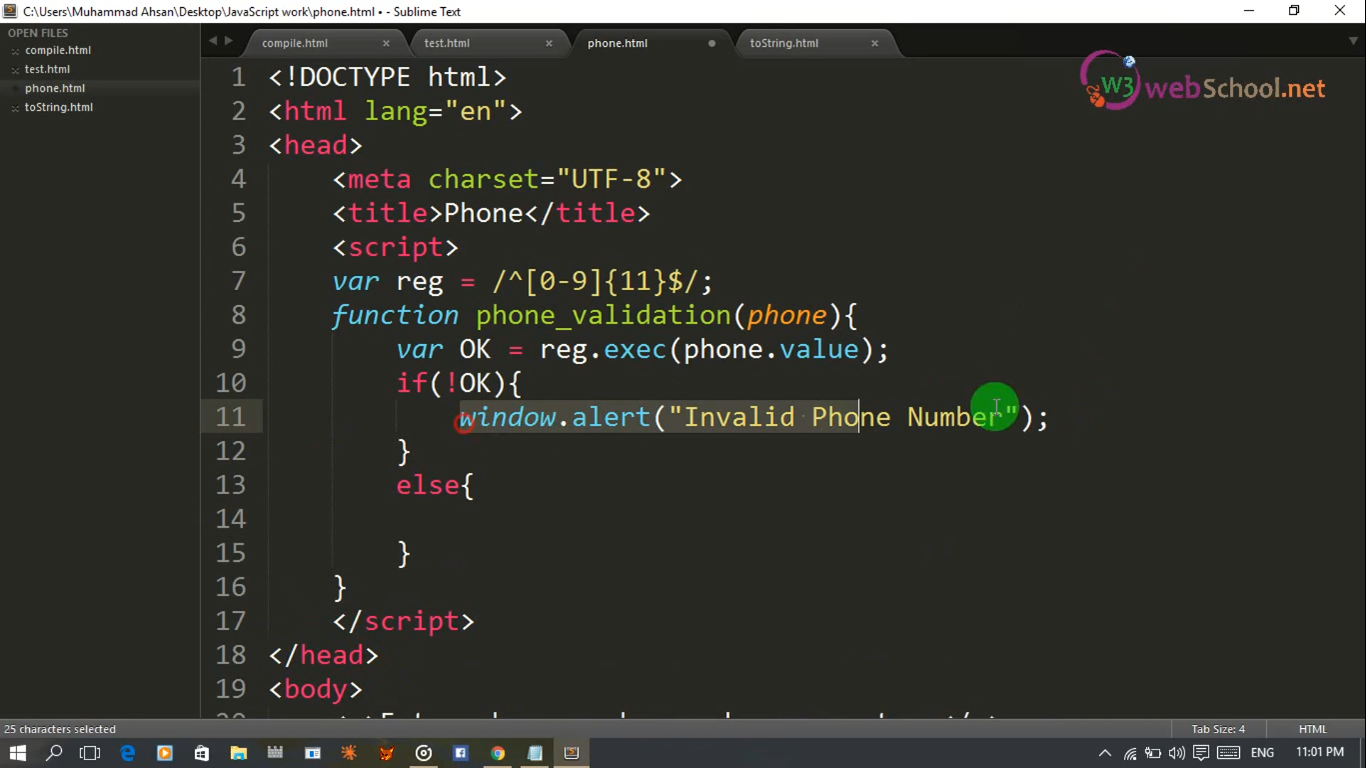 C:\Users\Muhammad Ahsan\Desktop\JavaScript work\phone.html • - Sublime Text
OPEN FILES
compile.html
test.html
phone.html
toString.html
compile.html × test.html × phone.html toString.html ×
W3 webSchool.net
1 <!DOCTYPE html>
2 <html lang="en">
3 <head>
4 <meta charset="UTF-8">
5 <title>Phone</title>
6 <script>
7 var reg = /^[0-9]{11}$/;
8 function phone_validation(phone){
9 var OK = reg.exec(phone.value);
10 if(!OK){
11 window.alert("Invalid Phone Number");
12 }
13 else{
14
15 }
16 }
17 </script>
18 </head>
19 <body>
25 characters selected
Tab Size: 4
HTML
ENG
11:01 PM